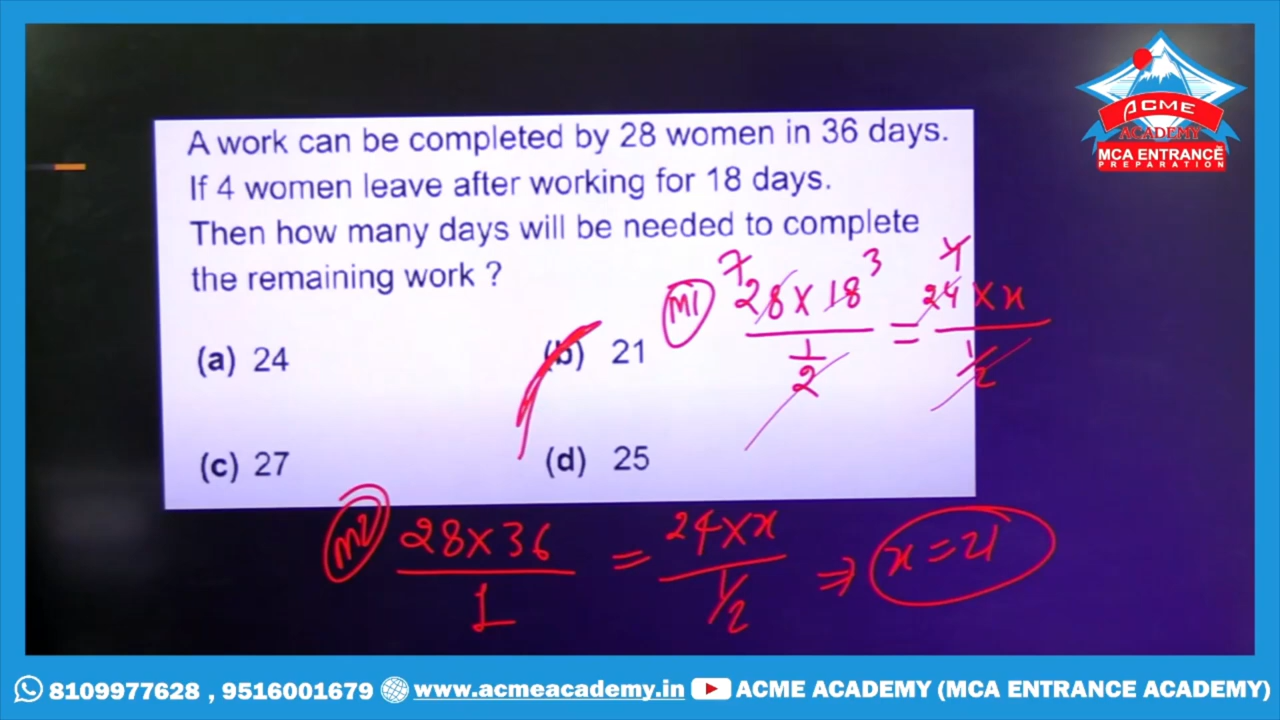 ACME
ACADEMY
MCA ENTRANCE
PREPARATION
A work can be completed by 28 women in 36 days.
If 4 women leave after working for 18 days.
Then how many days will be needed to complete
the remaining work ?
(a) 24
(b) 21
(c) 27
(d) 25
M1
7 3 4
28 × 18 = 24 × x
1/2 1/2
M2
28 × 36 = 24 × x ⇒ x = 21
1 1/2
8109977628 , 9516001679 www.acmeacademy.in ACME ACADEMY (MCA ENTRANCE ACADEMY)